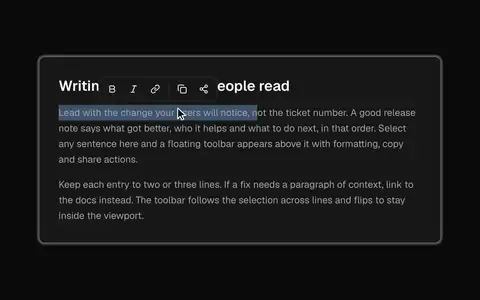 Writin eople read
B I
Lead with the change your users will notice, not the ticket number. A good release
note says what got better, who it helps and what to do next, in that order. Select
any sentence here and a floating toolbar appears above it with formatting, copy
and share actions.
Keep each entry to two or three lines. If a fix needs a paragraph of context, link to
the docs instead. The toolbar follows the selection across lines and flips to stay
inside the viewport.